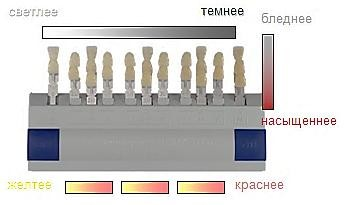 светлее
темнее
бледнее
насыщеннее
желтее
краснее